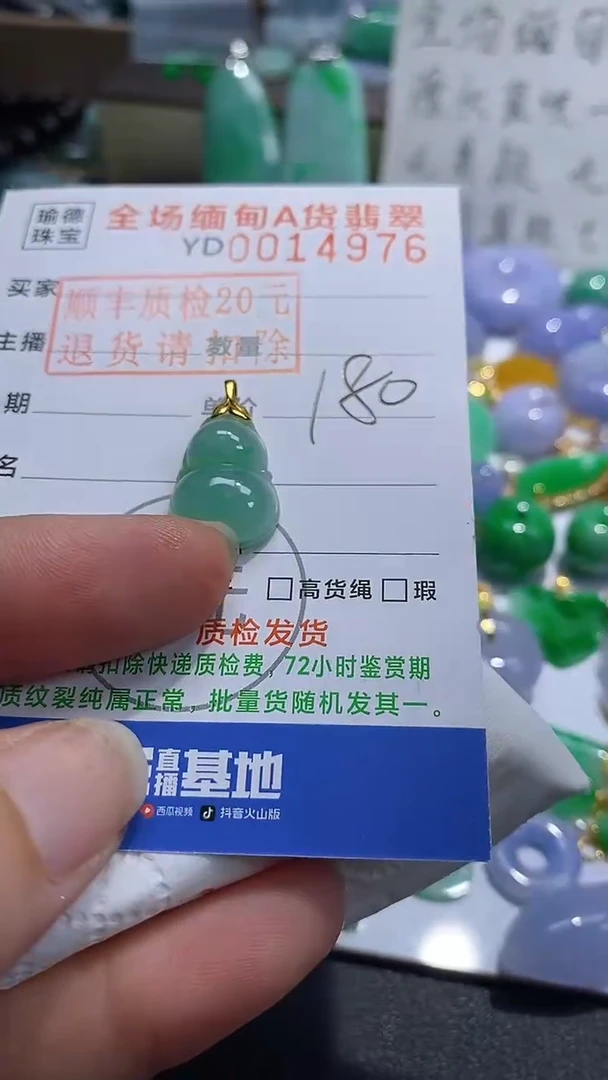 瑜德
珠宝
全场缅甸A货翡翠
YD0014976
买家
顺丰质检20元
主播
退货请扣除
数量
期
单价
180
名
高货绳 瑕
质检发货
扣除快递质检费，72小时鉴赏期
质纹裂纯属正常，批量货随机发其一。
直播
基地
西瓜视频 抖音火山版